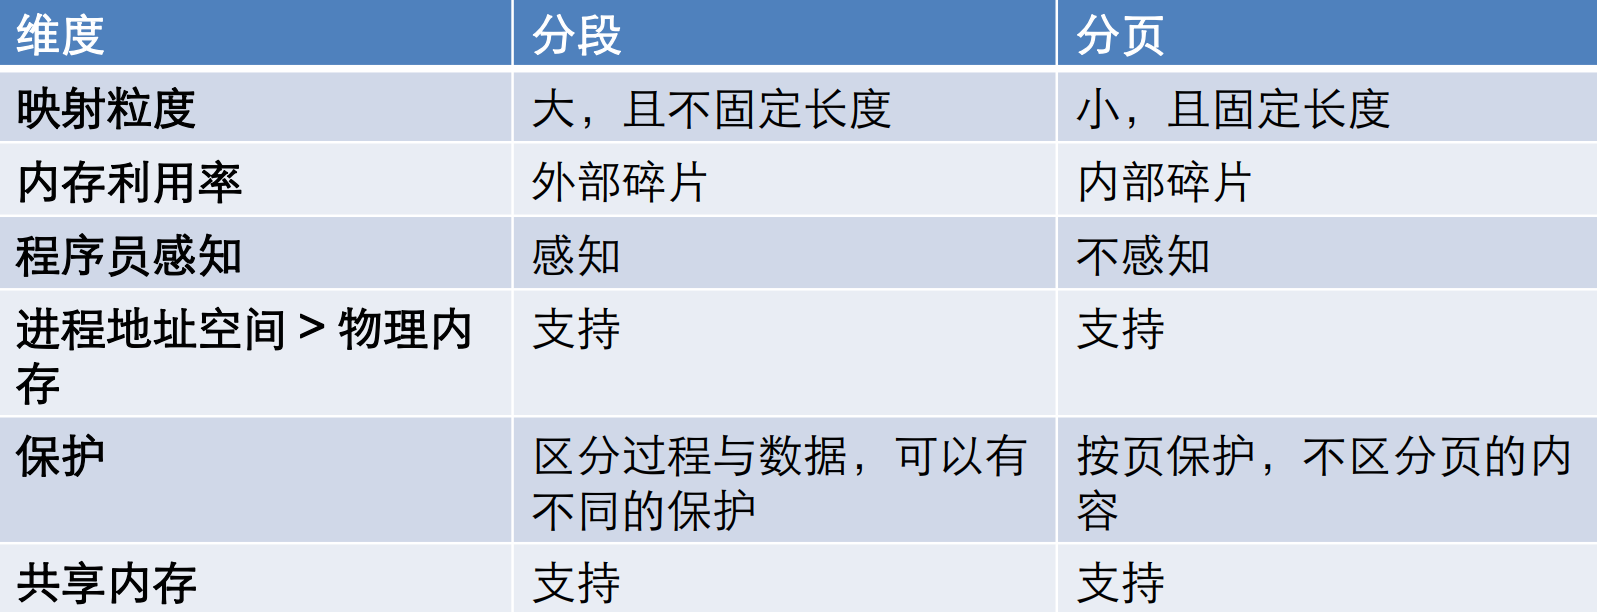 维度 分段 分页
映射粒度 大，且不固定长度 小，且固定长度
内存利用率 外部碎片 内部碎片
程序员感知 感知 不感知
进程地址空间 > 物理内
存
支持 支持
保护
区分过程与数据，可以有
不同的保护
按页保护，不区分页的内
容
共享内存 支持 支持